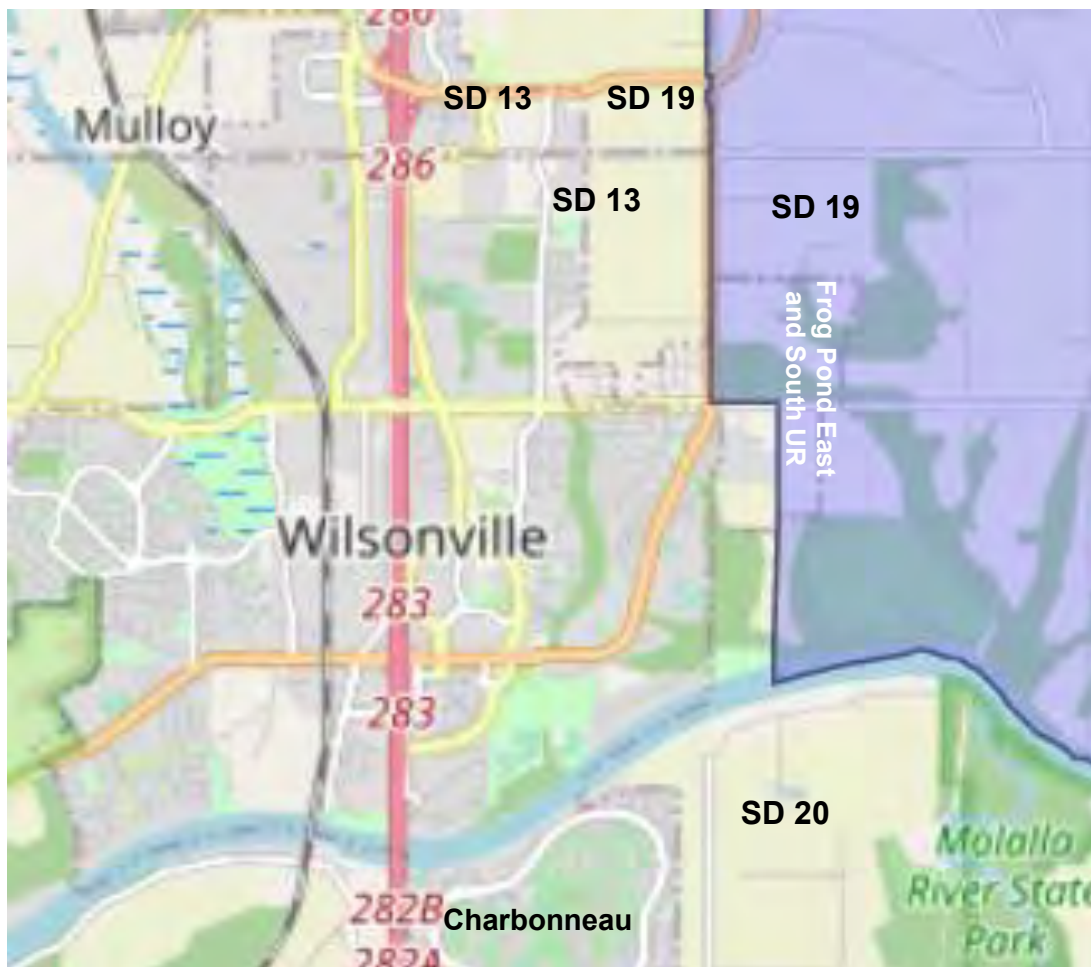 286
SD 13
SD 19
Mulloy
286
SD 13
SD 19
Frog Pond East
and South UR
Wilsonville
283
283
SD 20
Molalla
River State
Park
282B
Charbonneau
282A